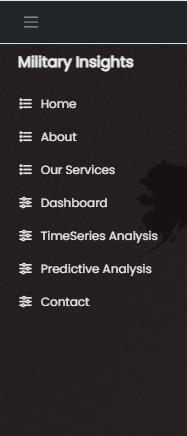 Military Insights
Home
About
Our Services
Dashboard
TimeSeries Analysis
Predictive Analysis
Contact